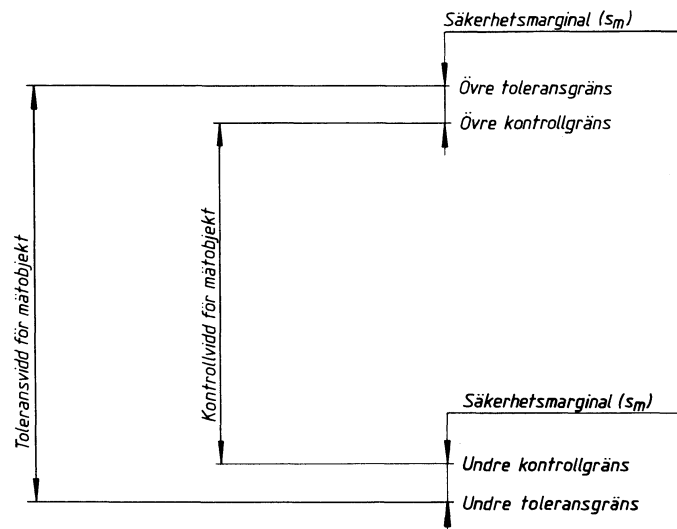 Säkerhetsmarginal (sm)
Övre toleransgräns
Övre kontrollgräns
Toleransvidd för mätobjekt
Kontrollvidd för mätobjekt
Säkerhetsmarginal (sm)
Undre kontrollgräns
Undre toleransgräns